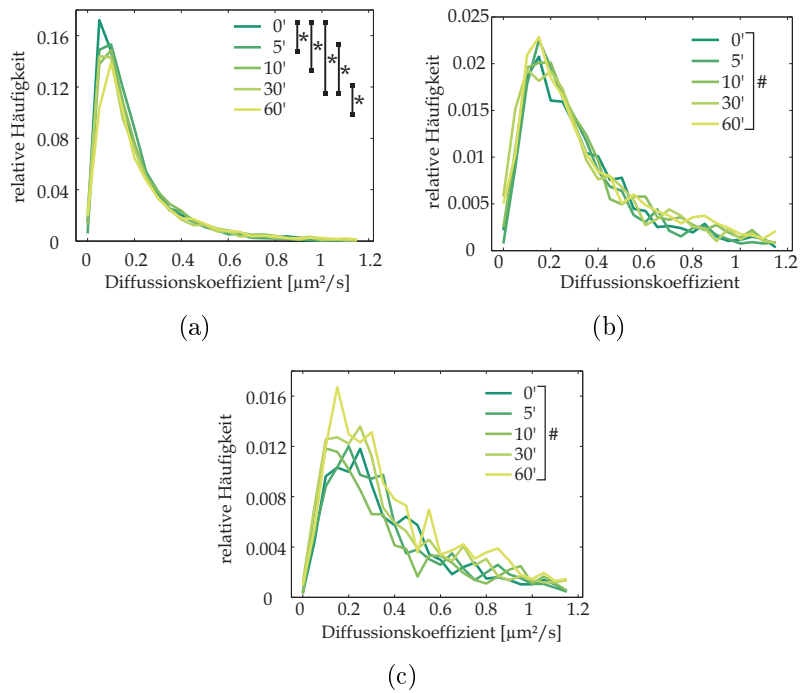 relative Häufigkeit
0.16
0.12
0.08
0.04
0
0 0.2 0.4 0.6 0.8 1 1.2
Diffussionskoeffizient [µm²/s]
0'
5'
10'
30'
60'
* * * * *
(a)
relative Häufigkeit
0.025
0.02
0.015
0.01
0.005
0
0 0.2 0.4 0.6 0.8 1 1.2
Diffussionskoeffizient
0'
5'
10'
30'
60'
#
(b)
relative Häufigkeit
0.016
0.012
0.008
0.004
0
0 0.2 0.4 0.6 0.8 1 1.2
Diffussionskoeffizient [µm²/s]
0'
5'
10'
30'
60'
#
(c)